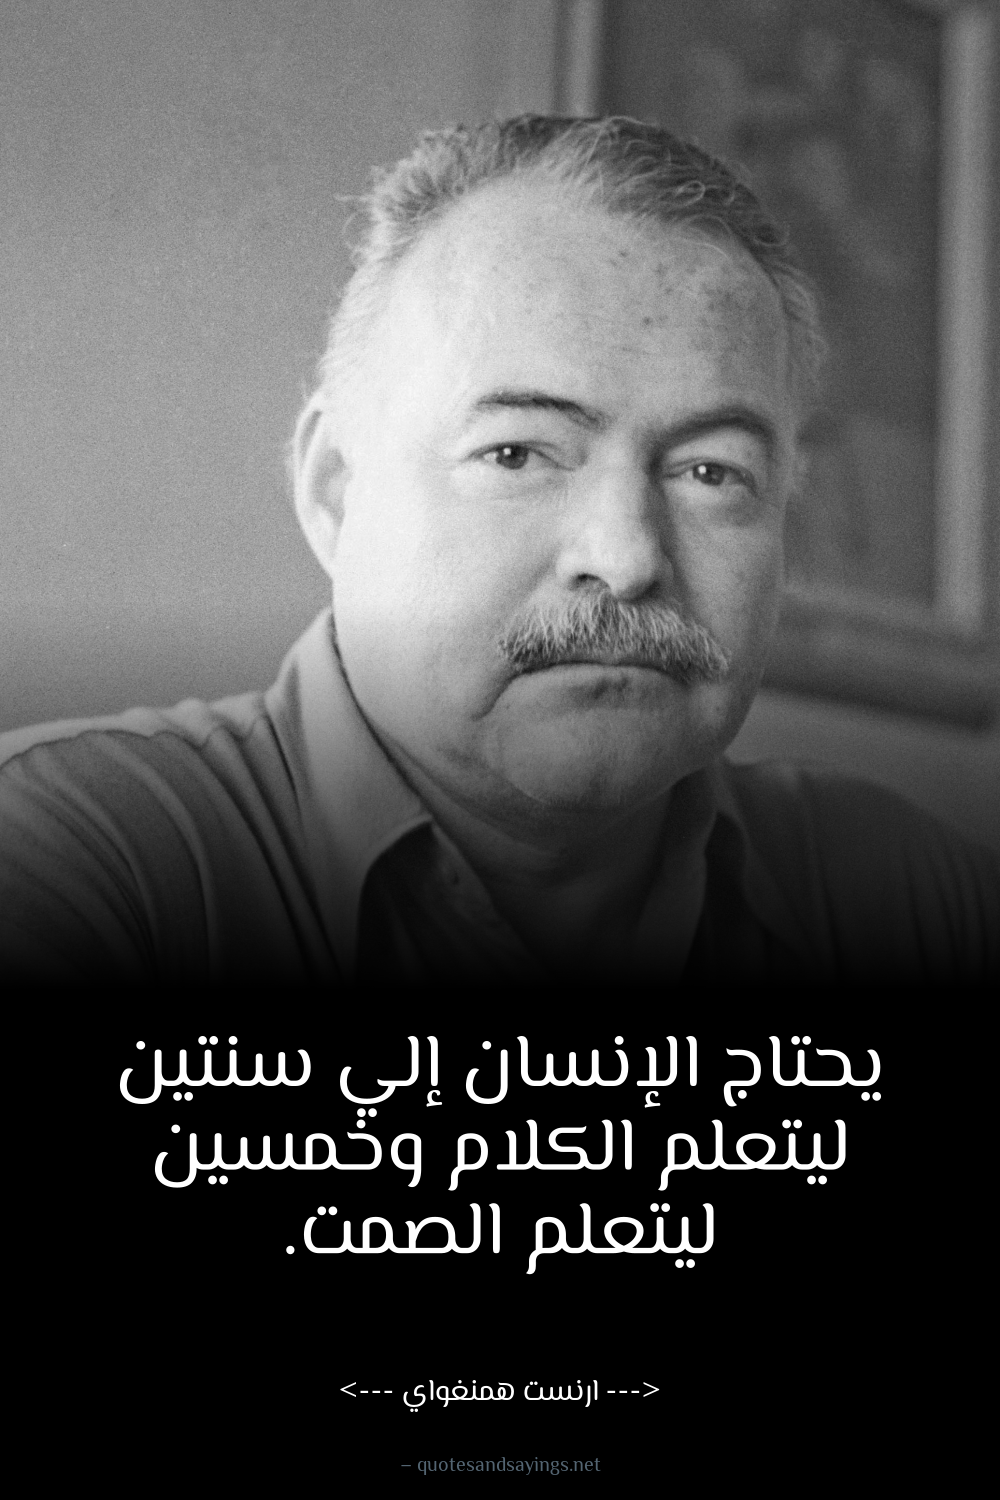 يحتاج الإنسان إلي سنتين
ليتعلم الكلام وخمسين
ليتعلم الصمت.
<--- ارنست همنغواي --->
– quotesandsayings.net